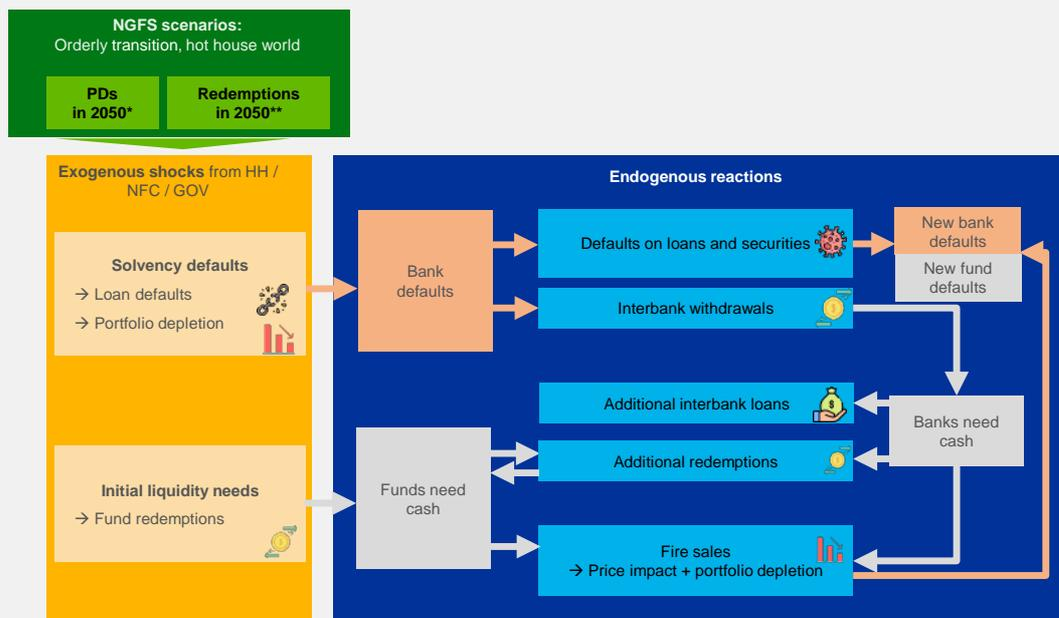 NGFS scenarios:
Orderly transition, hot house world
PDs
in 2050*
Redemptions
in 2050**
Exogenous shocks from HH /
NFC / GOV
Solvency defaults
→ Loan defaults
→ Portfolio depletion
Initial liquidity needs
→ Fund redemptions
Endogenous reactions
Bank
defaults
Defaults on loans and securities
Interbank withdrawals
New bank
defaults
New fund
defaults
Additional interbank loans
Banks need
cash
Additional redemptions
Funds need
cash
Fire sales
→ Price impact + portfolio depletion